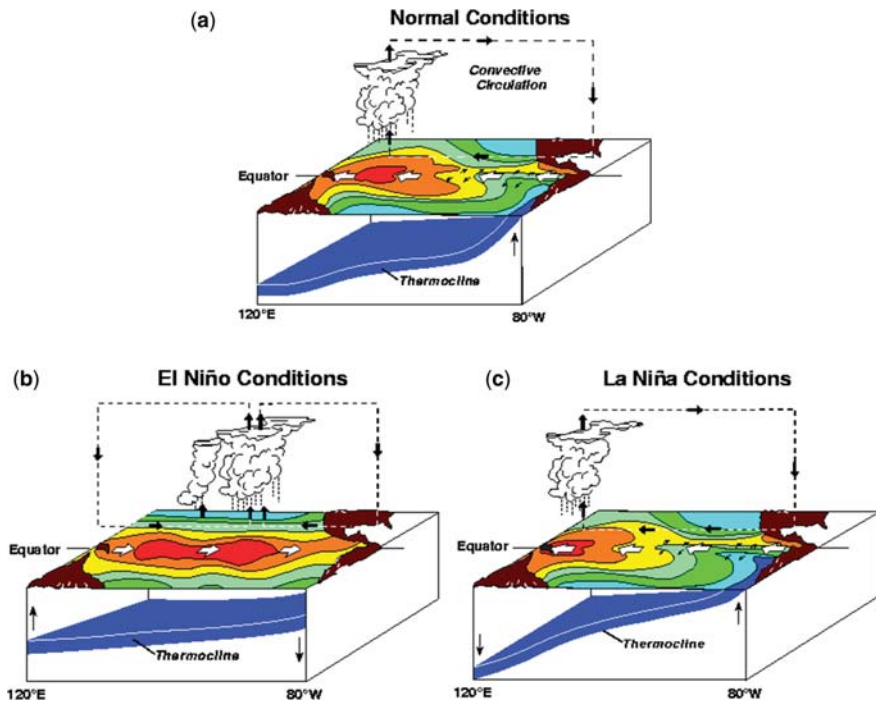 (a) Normal Conditions
Convective
Circulation
Equator
Thermocline
120°E
80°W
(b) El Niño Conditions
Equator
Thermocline
120°E
80°W
(c) La Niña Conditions
Equator
Thermocline
120°E
80°W